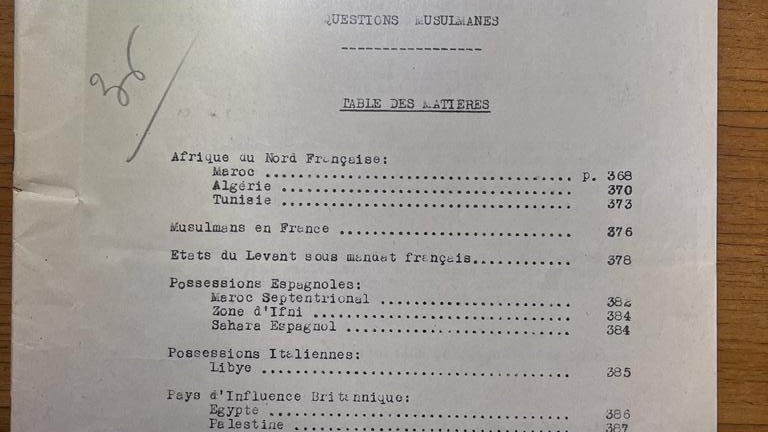 QUESTIONS MUSULMANES
-----------------
TABLE DES MATIERES
Afrique du Nord Française:
Maroc ...................................... p. 368
Algérie .................................... 370
Tunisie .................................... 373
Musulmans en France ............................. 376
Etats du Levant sous mandat français............ 378
Possessions Espagnoles:
Maroc Septentrional ........................ 382
Zone d'Ifni ................................ 384
Sahara Espagnol ............................ 384
Possessions Italiennes:
Libye ...................................... 385
Pays d'Influence Britannique:
Egypte ..................................... 386
Palestine .................................. 387